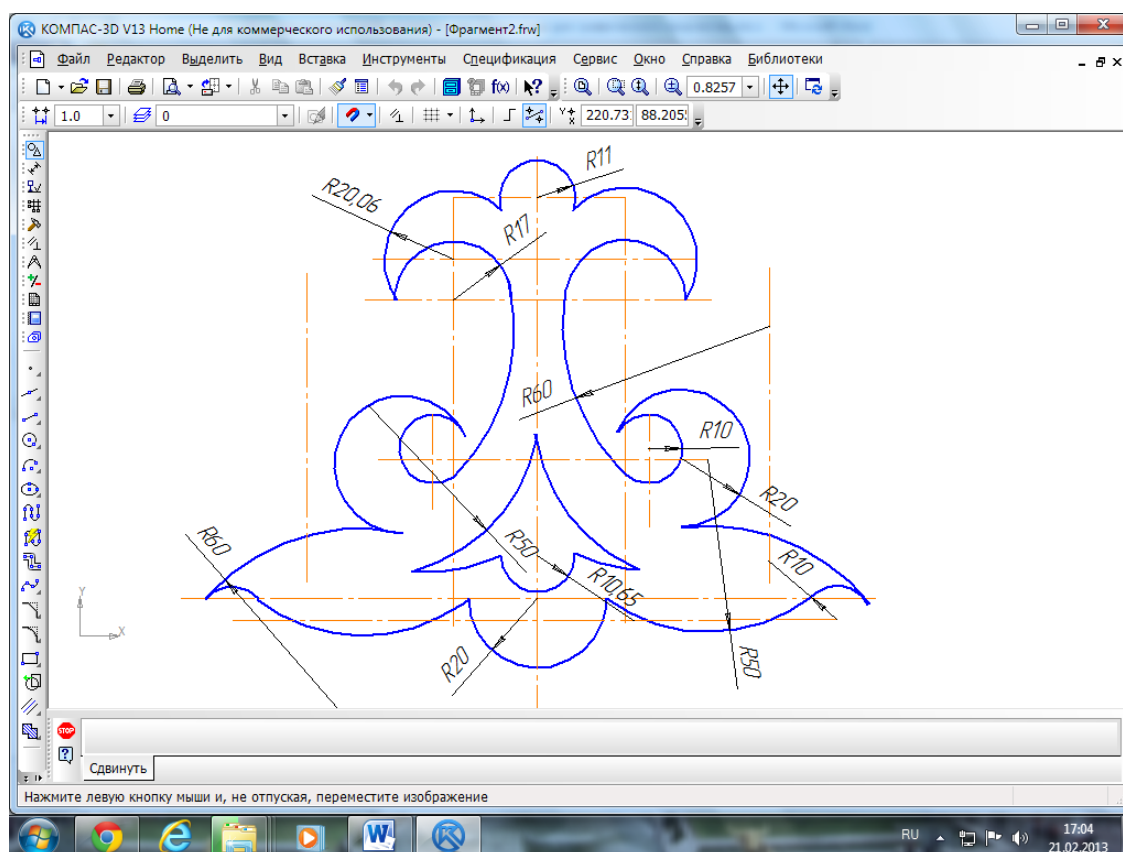 КОМПАС-3D V13 Home (Не для коммерческого использования) - [Фрагмент2.frw]
Файл Редактор Выделить Вид Вставка Инструменты Спецификация Сервис Окно Справка Библиотеки
f(x) 0.8257
1.0 0 220.73 88.205
R11
R20,06
R17
R60
R10
R20
R60
R50
R10
R10,65
R20
R50
Y
X
STOP
Сдвинуть
Нажмите левую кнопку мыши и, не отпуская, переместите изображение
RU 17:04
21.02.2013